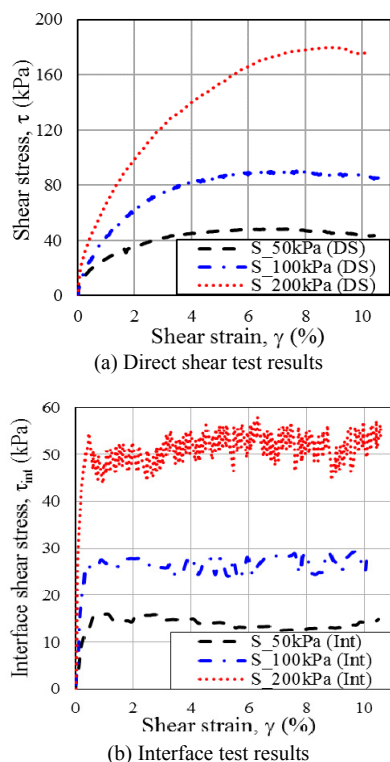 200
160
120
80
40
0
Shear stress, τ (kPa)
S_50kPa (DS)
S_100kPa (DS)
S_200kPa (DS)
0 2 4 6 8 10
Shear strain, γ (%)
(a) Direct shear test results
60
50
40
30
20
10
0
Interface shear stress, τint (kPa)
S_50kPa (Int)
S_100kPa (Int)
S_200kPa (Int)
0 2 4 6 8 10
Shear strain, γ (%)
(b) Interface test results